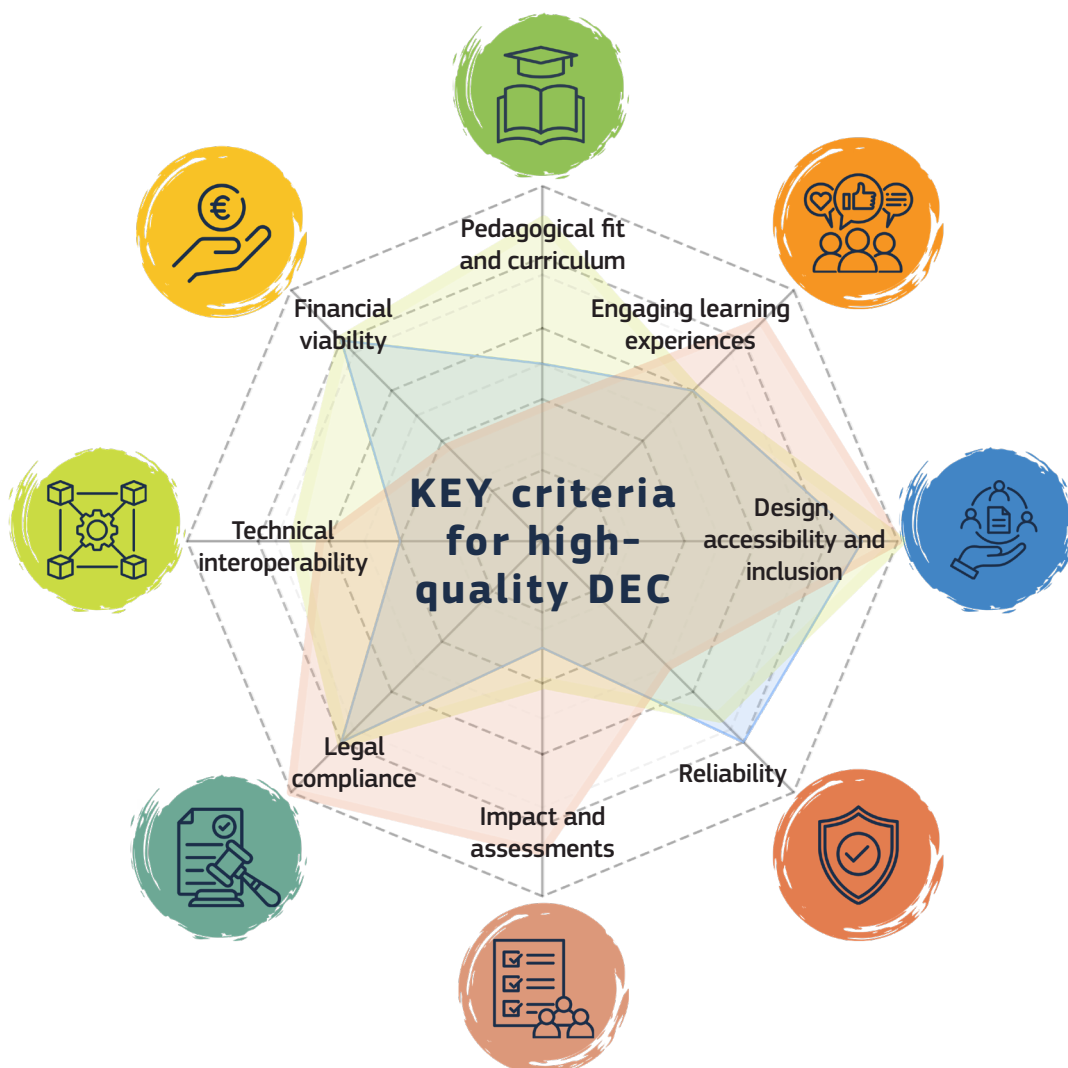 Pedagogical fit
and curriculum
Engaging learning
experiences
Financial
viability
KEY criteria
for high-
quality DEC
Design,
accessibility and
inclusion
Technical
interoperability
Reliability
Legal
compliance
Impact and
assessments
€